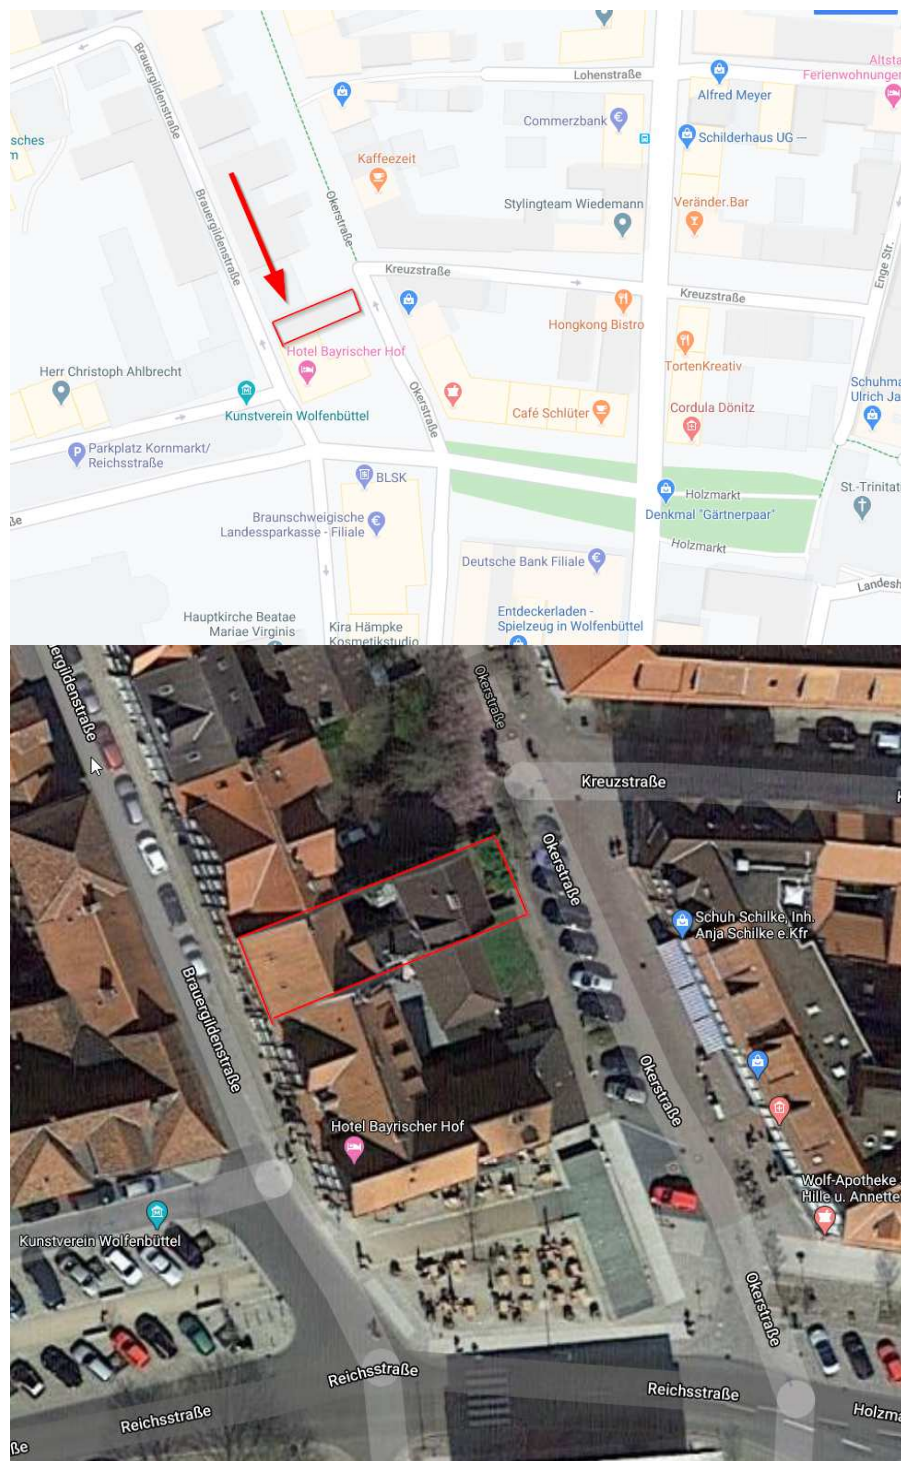 Brauergildenstraße
Lohenstraße
Altsta
Ferienwohnungen
Alfred Meyer
Commerzbank
Schilderhaus UG —
sches
m
Kaffeezeit
Brauergildenstraße
Okerstraße
Stylingteam Wiedemann
Veränder.Bar
Enge Str.
Kreuzstraße
Kreuzstraße
Hongkong Bistro
Hotel Bayrischer Hof
TortenKreativ
Herr Christoph Ahlbrecht
Okerstraße
Schuhma
Ulrich Ja
Kunstverein Wolfenbüttel
Café Schlüter
Cordula Dönitz
Parkplatz Kornmarkt/
Reichsstraße
BLSK
Holzmarkt
St.-Trinitat
Denkmal "Gärtnerpaar"
ße
Braunschweigische
Landessparkasse - Filiale
Holzmarkt
Deutsche Bank Filiale
Landesh
Hauptkirche Beatae
Mariae Virginis
Kira Hämpke
Kosmetikstudio
Entdeckerladen -
Spielzeug in Wolfenbüttel
uergildenstraße
Okerstraße
Kreuzstraße
K
Okerstraße
Schuh Schilke, Inh.
Anja Schilke e.Kfr
Brauergildenstraße
Okerstraße
Hotel Bayrischer Hof
Wolf-Apotheke
Hille u. Annette
Kunstverein Wolfenbüttel
Okerstraße
Reichsstraße
Reichsstraße
Reichsstraße
Holzma
ße